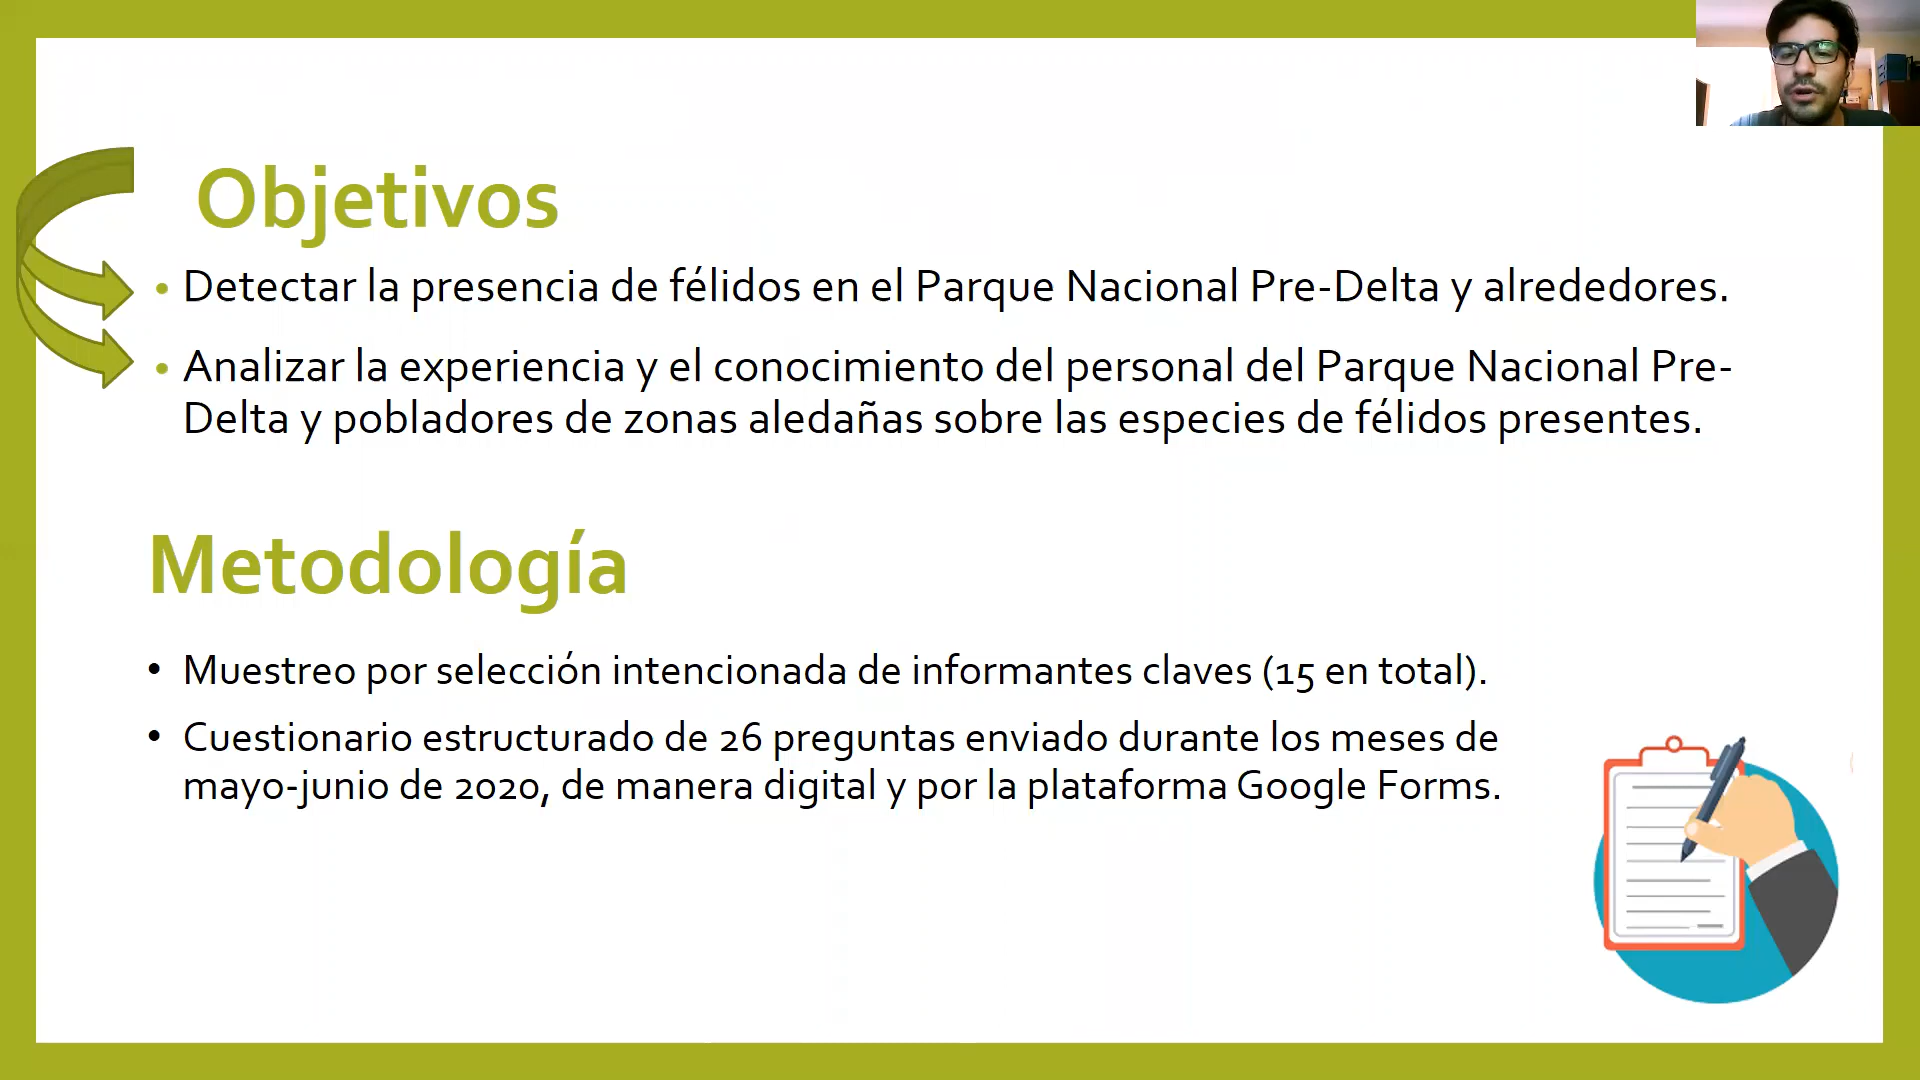 Objetivos
• Detectar la presencia de félidos en el Parque Nacional Pre-Delta y alrededores.
• Analizar la experiencia y el conocimiento del personal del Parque Nacional Pre-
Delta y pobladores de zonas aledañas sobre las especies de félidos presentes.
Metodología
• Muestreo por selección intencionada de informantes claves (15 en total).
• Cuestionario estructurado de 26 preguntas enviado durante los meses de
mayo-junio de 2020, de manera digital y por la plataforma Google Forms.